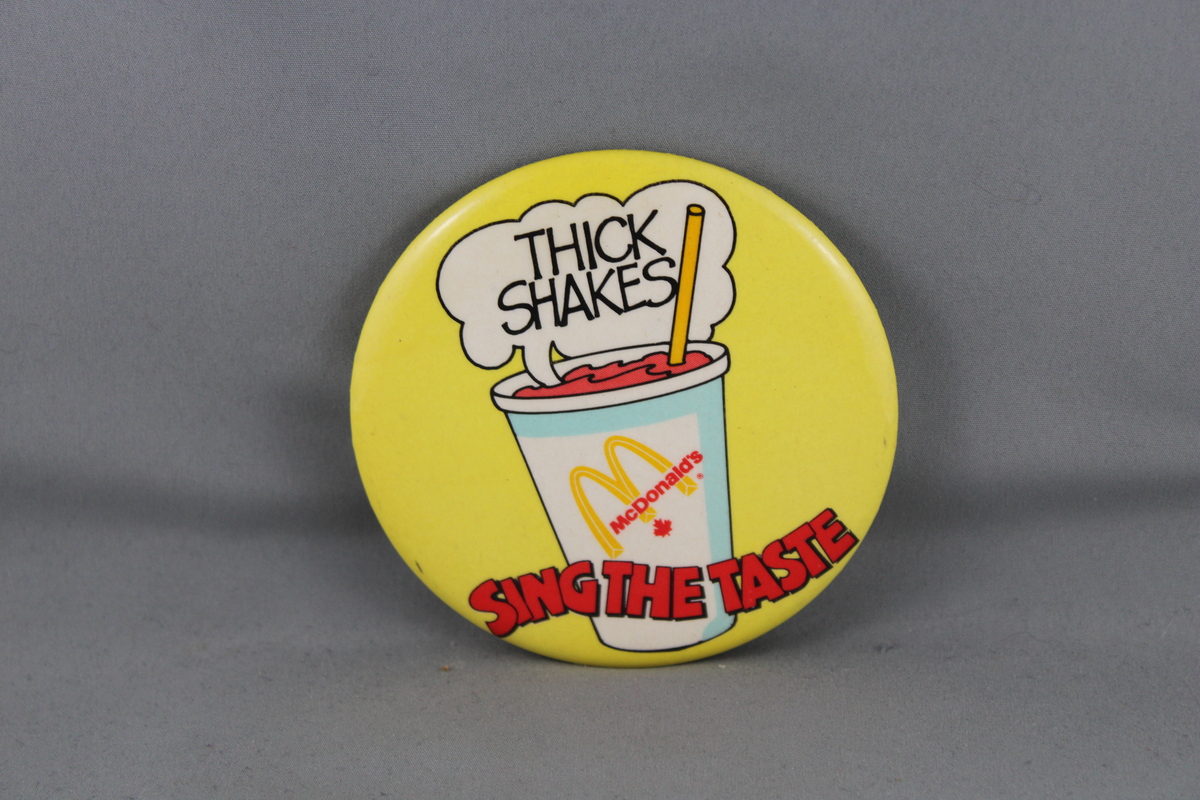 THICK
SHAKES
McDonald's®
SING THE TASTE